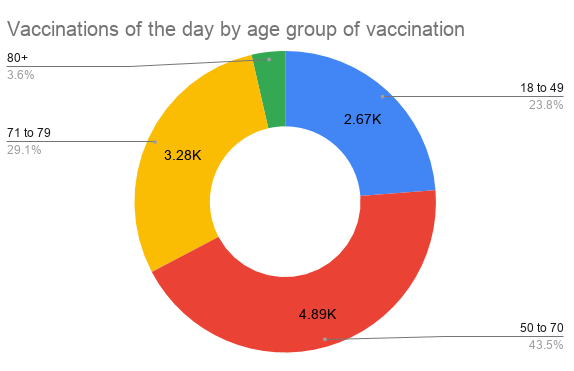 Vaccinations of the day by age group of vaccination
80+
3.6%
18 to 49
23.8%
2.67K
71 to 79
29.1%
3.28K
4.89K
50 to 70
43.5%